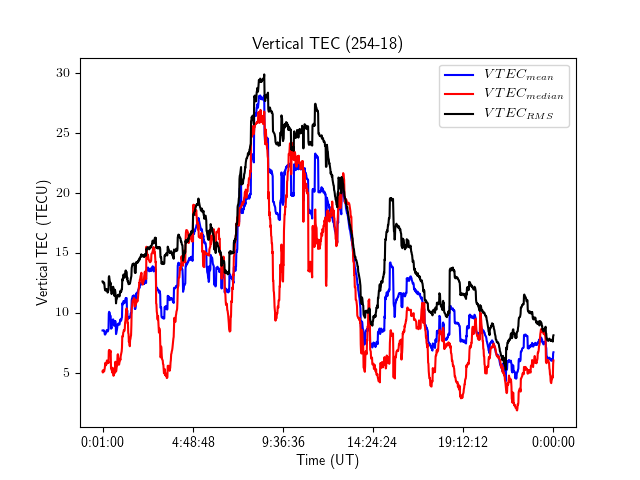 Vertical TEC (254-18)
VTEC_mean
VTEC_median
VTEC_RMS
30
25
20
15
10
5
Vertical TEC (TECU)
0:01:00 4:48:48 9:36:36 14:24:24 19:12:12 0:00:00
Time (UT)